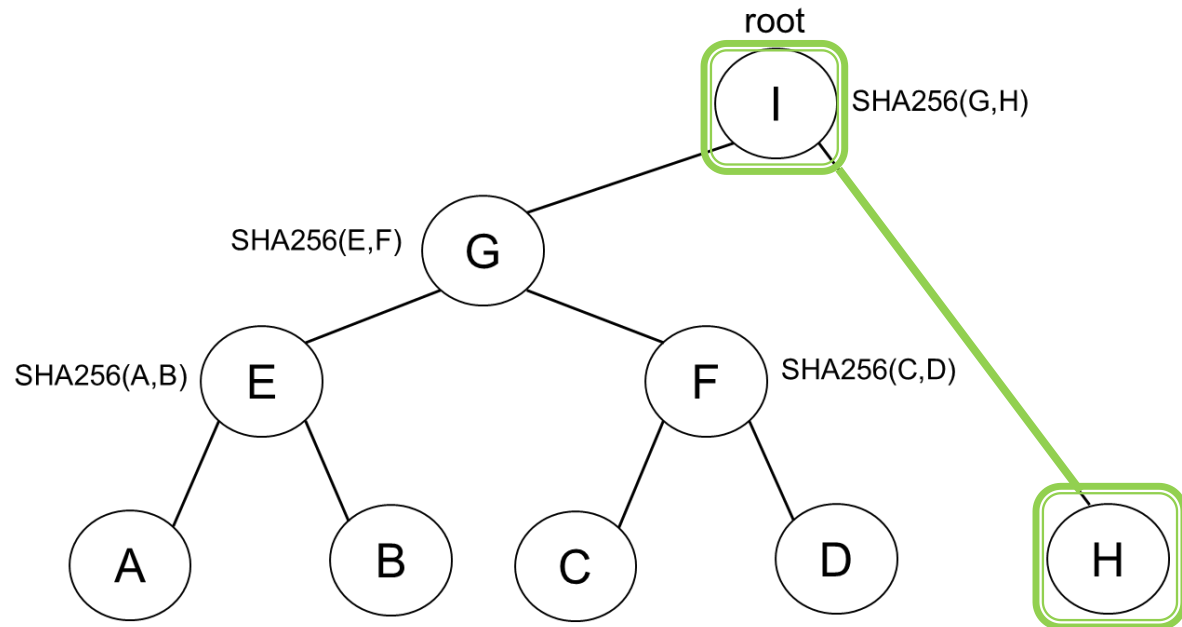 root
I
SHA256(G,H)
SHA256(E,F)
G
SHA256(A,B)
E
F
SHA256(C,D)
A
B
C
D
H